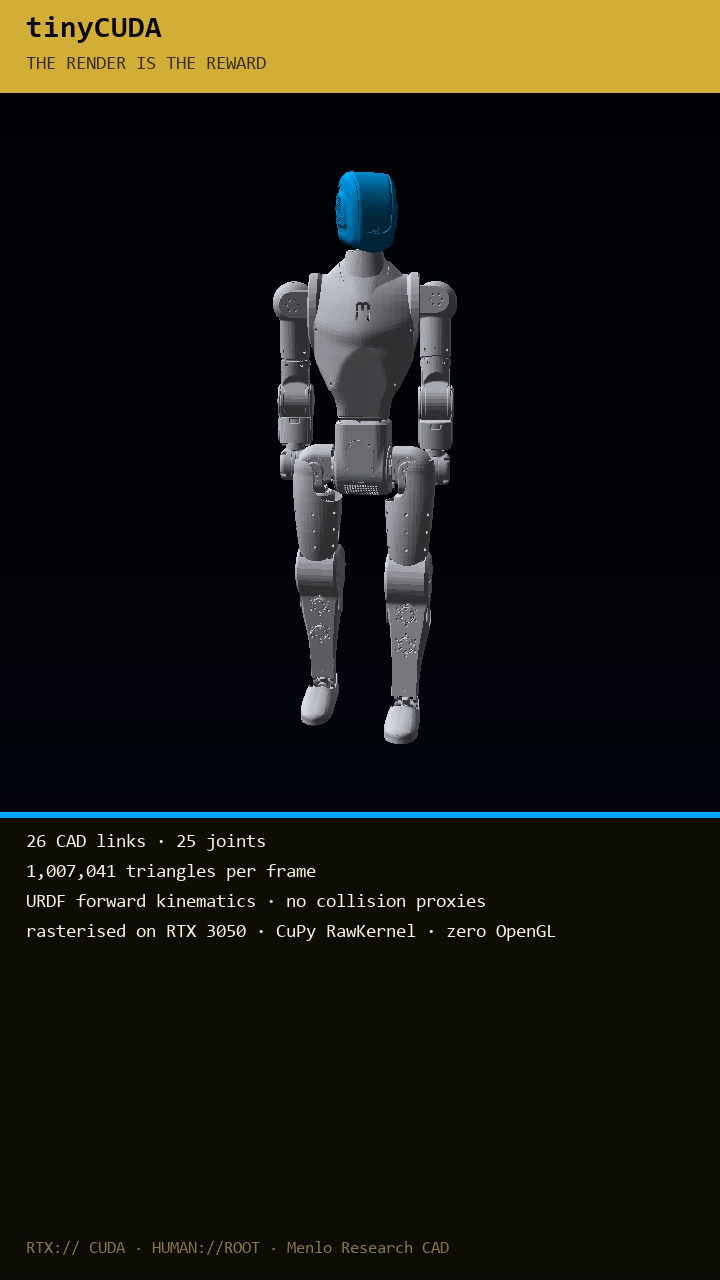 tinyCUDA
THE RENDER IS THE REWARD
m
26 CAD links · 25 joints
1,007,041 triangles per frame
URDF forward kinematics · no collision proxies
rasterised on RTX 3050 · CuPy RawKernel · zero OpenGL
RTX:// CUDA · HUMAN://ROOT · Menlo Research CAD